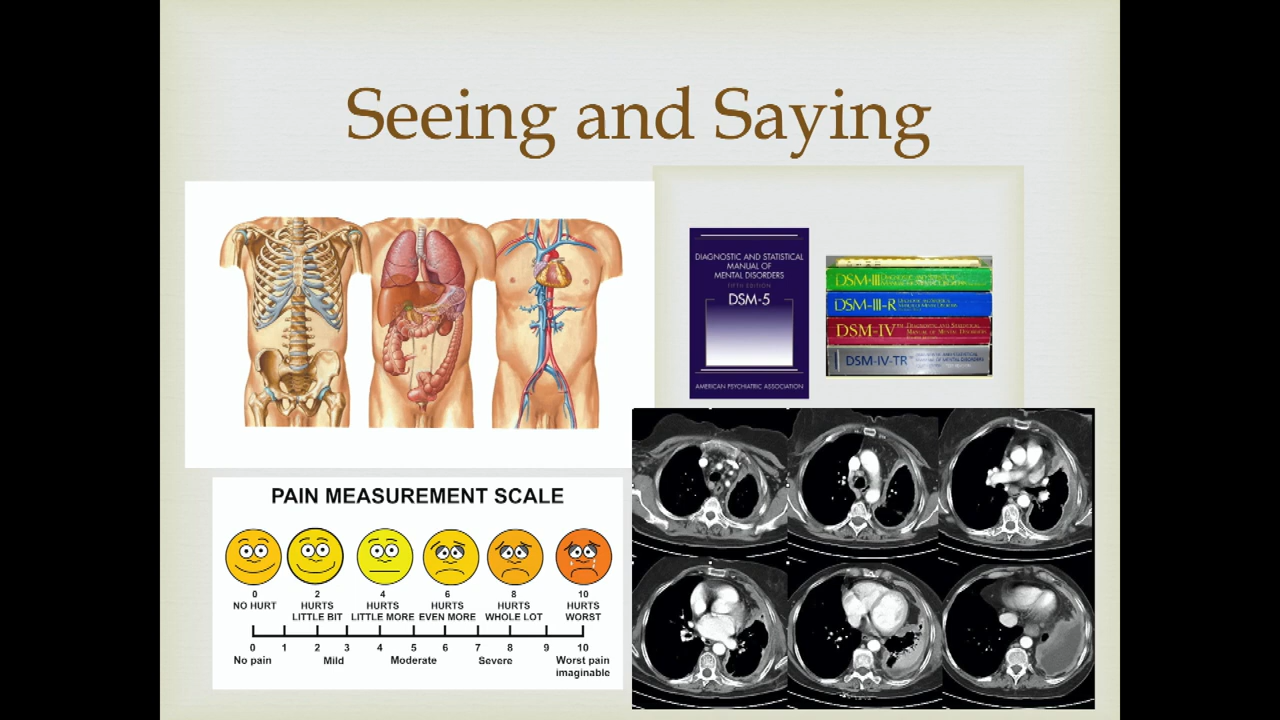 Seeing and Saying
DIAGNOSTIC AND STATISTICAL
MANUAL OF
MENTAL DISORDERS
FIFTH EDITION
DSM-5
AMERICAN PSYCHIATRIC ASSOCIATION
DSM-III
DSM-III-R
DSM-IV
DSM-IV-TR
PAIN MEASUREMENT SCALE
0 2 4 6 8 10
NO HURT HURTS HURTS HURTS HURTS HURTS
LITTLE BIT LITTLE MORE EVEN MORE WHOLE LOT WORST
0 1 2 3 4 5 6 7 8 9 10
No pain Mild Moderate Severe Worst pain
imaginable